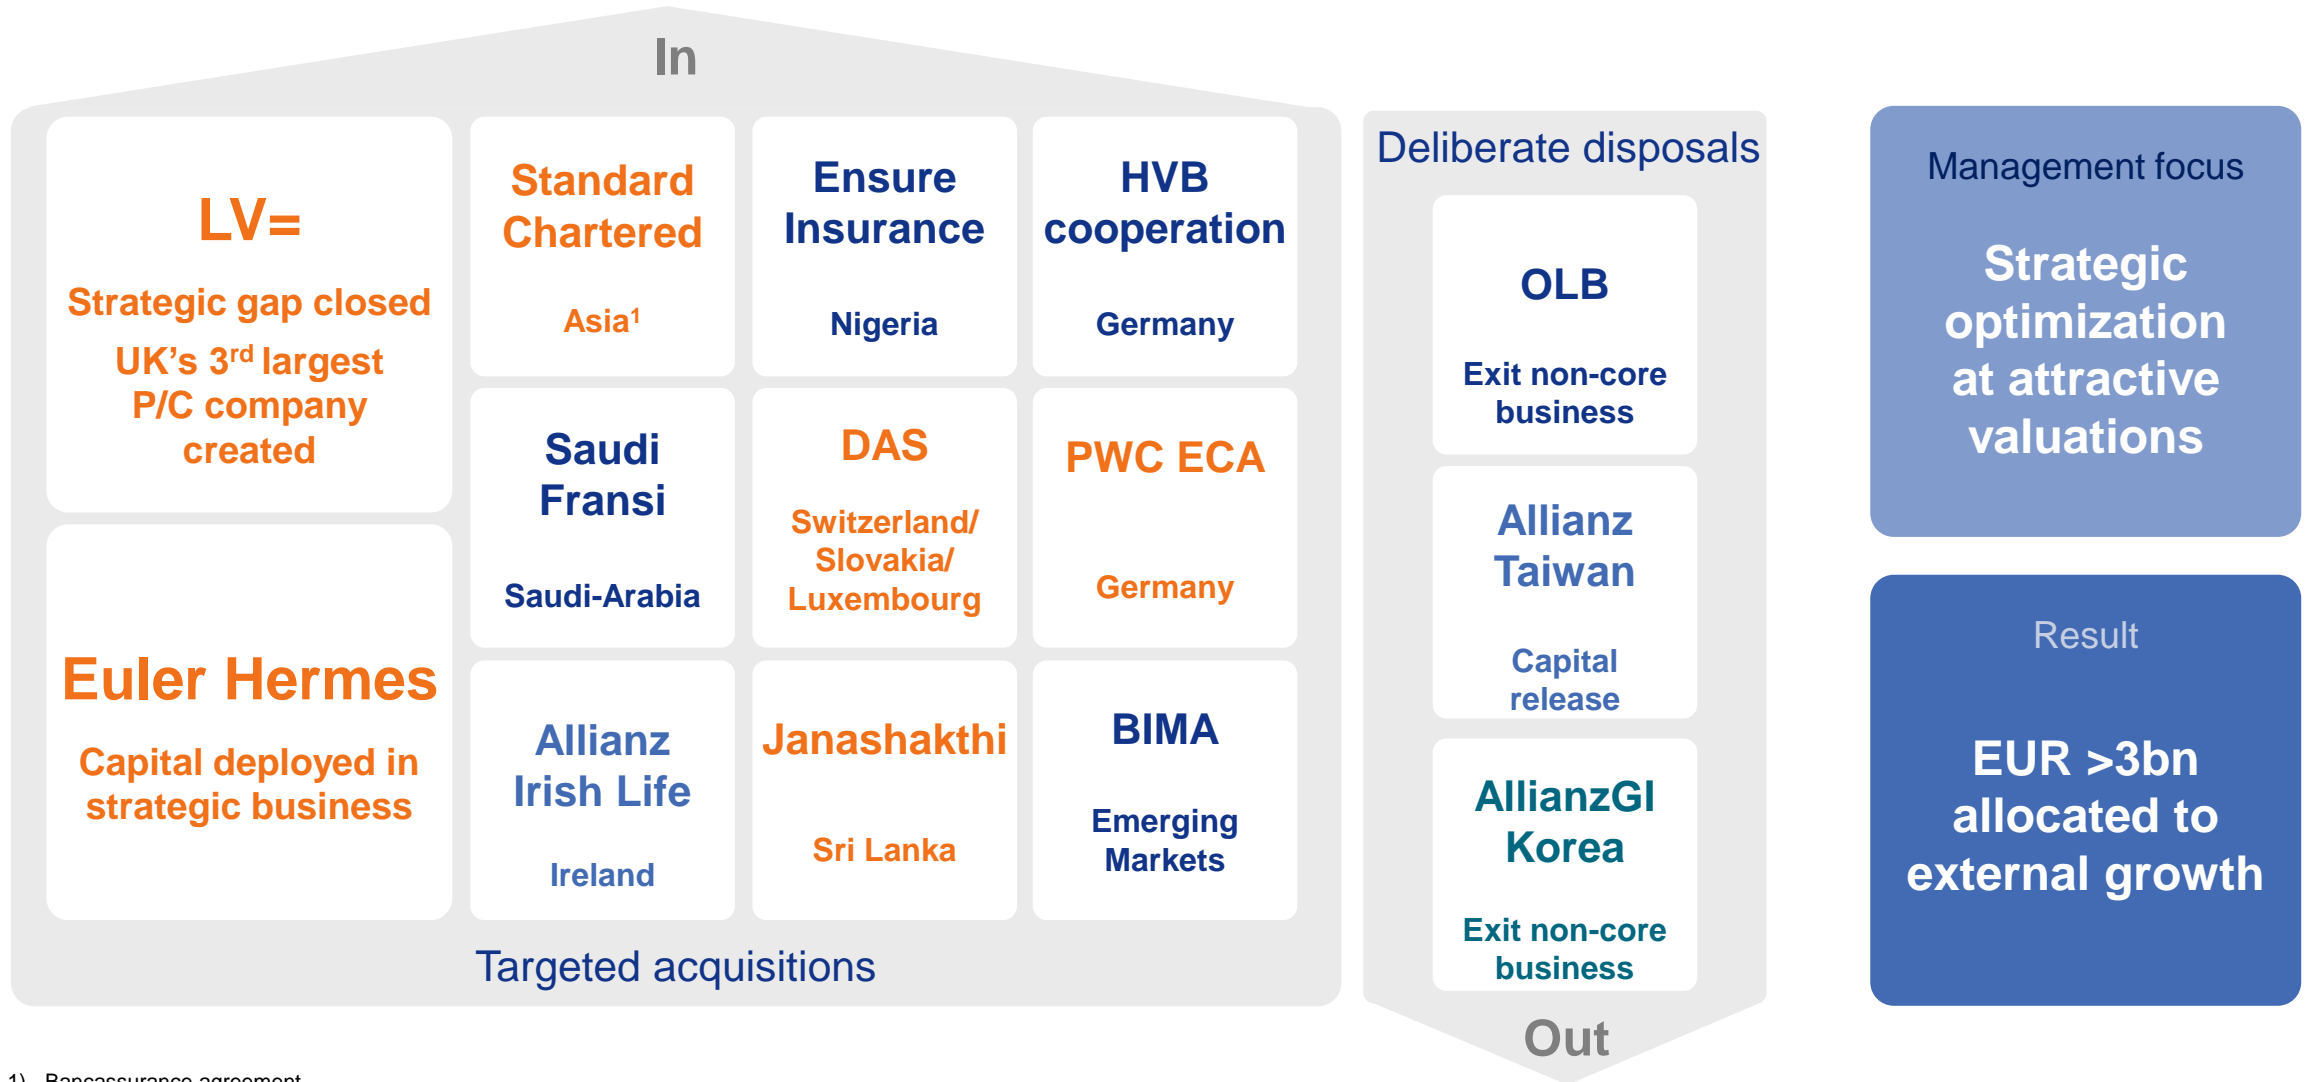 In
LV=
Strategic gap closed
UK’s 3rd largest
P/C company
created
Euler Hermes
Capital deployed in
strategic business
Standard
Chartered
Asia1
Ensure
Insurance
Nigeria
HVB
cooperation
Germany
Saudi
Fransi
Saudi-Arabia
DAS
Switzerland/
Slovakia/
Luxembourg
PWC ECA
Germany
Allianz
Irish Life
Ireland
Janashakthi
Sri Lanka
BIMA
Emerging
Markets
Targeted acquisitions
Deliberate disposals
OLB
Exit non-core
business
Allianz
Taiwan
Capital
release
AllianzGI
Korea
Exit non-core
business
Out
Management focus
Strategic
optimization
at attractive
valuations
Result
EUR >3bn
allocated to
external growth
1) Bancassurance agreement